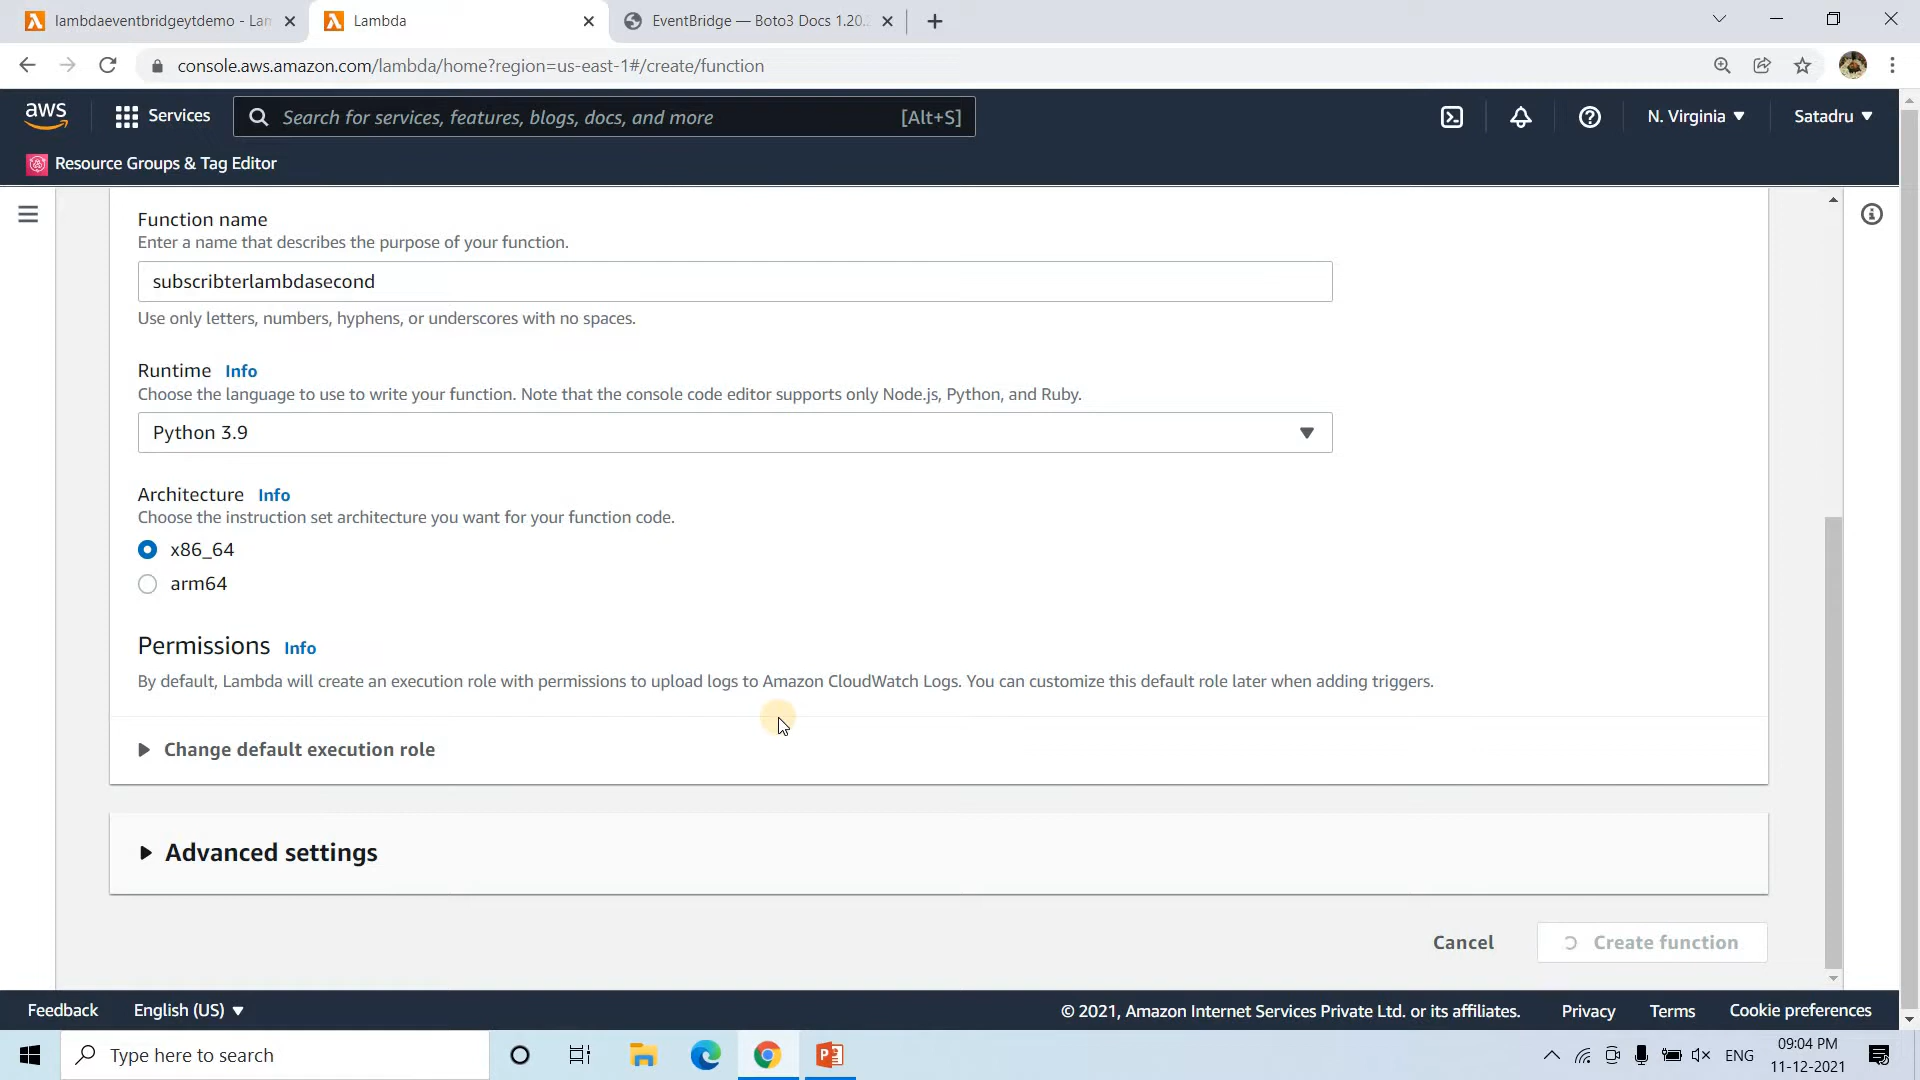 lambdaeventbridgeytdemo - Lam
Lambda
EventBridge — Boto3 Docs 1.20.
console.aws.amazon.com/lambda/home?region=us-east-1#/create/function
aws
Services
Search for services, features, blogs, docs, and more
[Alt+S]
N. Virginia
Satadru
Resource Groups & Tag Editor
Function name
Enter a name that describes the purpose of your function.
subscribterlambdasecond
Use only letters, numbers, hyphens, or underscores with no spaces.
Runtime Info
Choose the language to use to write your function. Note that the console code editor supports only Node.js, Python, and Ruby.
Python 3.9
Architecture Info
Choose the instruction set architecture you want for your function code.
x86_64
arm64
Permissions Info
By default, Lambda will create an execution role with permissions to upload logs to Amazon CloudWatch Logs. You can customize this default role later when adding triggers.
Change default execution role
Advanced settings
Cancel
Create function
Feedback
English (US)
© 2021, Amazon Internet Services Private Ltd. or its affiliates.
Privacy
Terms
Cookie preferences
Type here to search
ENG
09:04 PM
11-12-2021